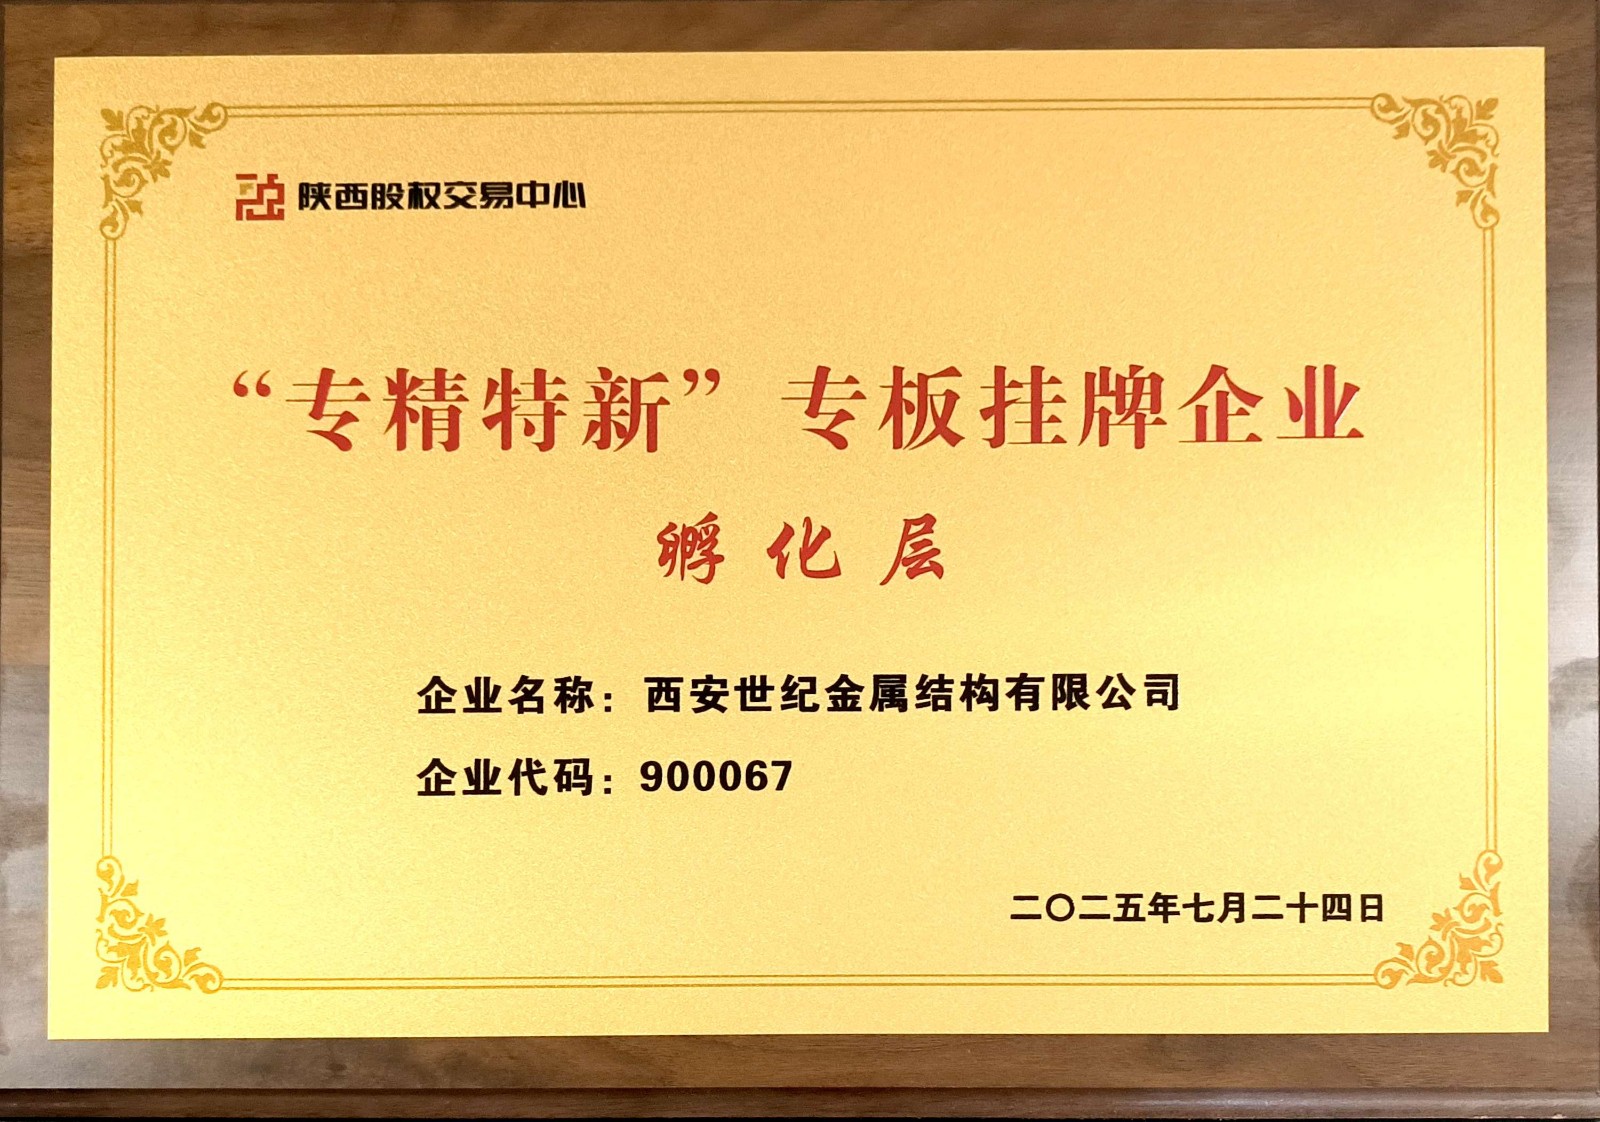 陕西股权交易中心
“专精特新”专板挂牌企业
孵化层
企业名称：西安世纪金属结构有限公司
企业代码：900067
二〇二五年七月二十四日